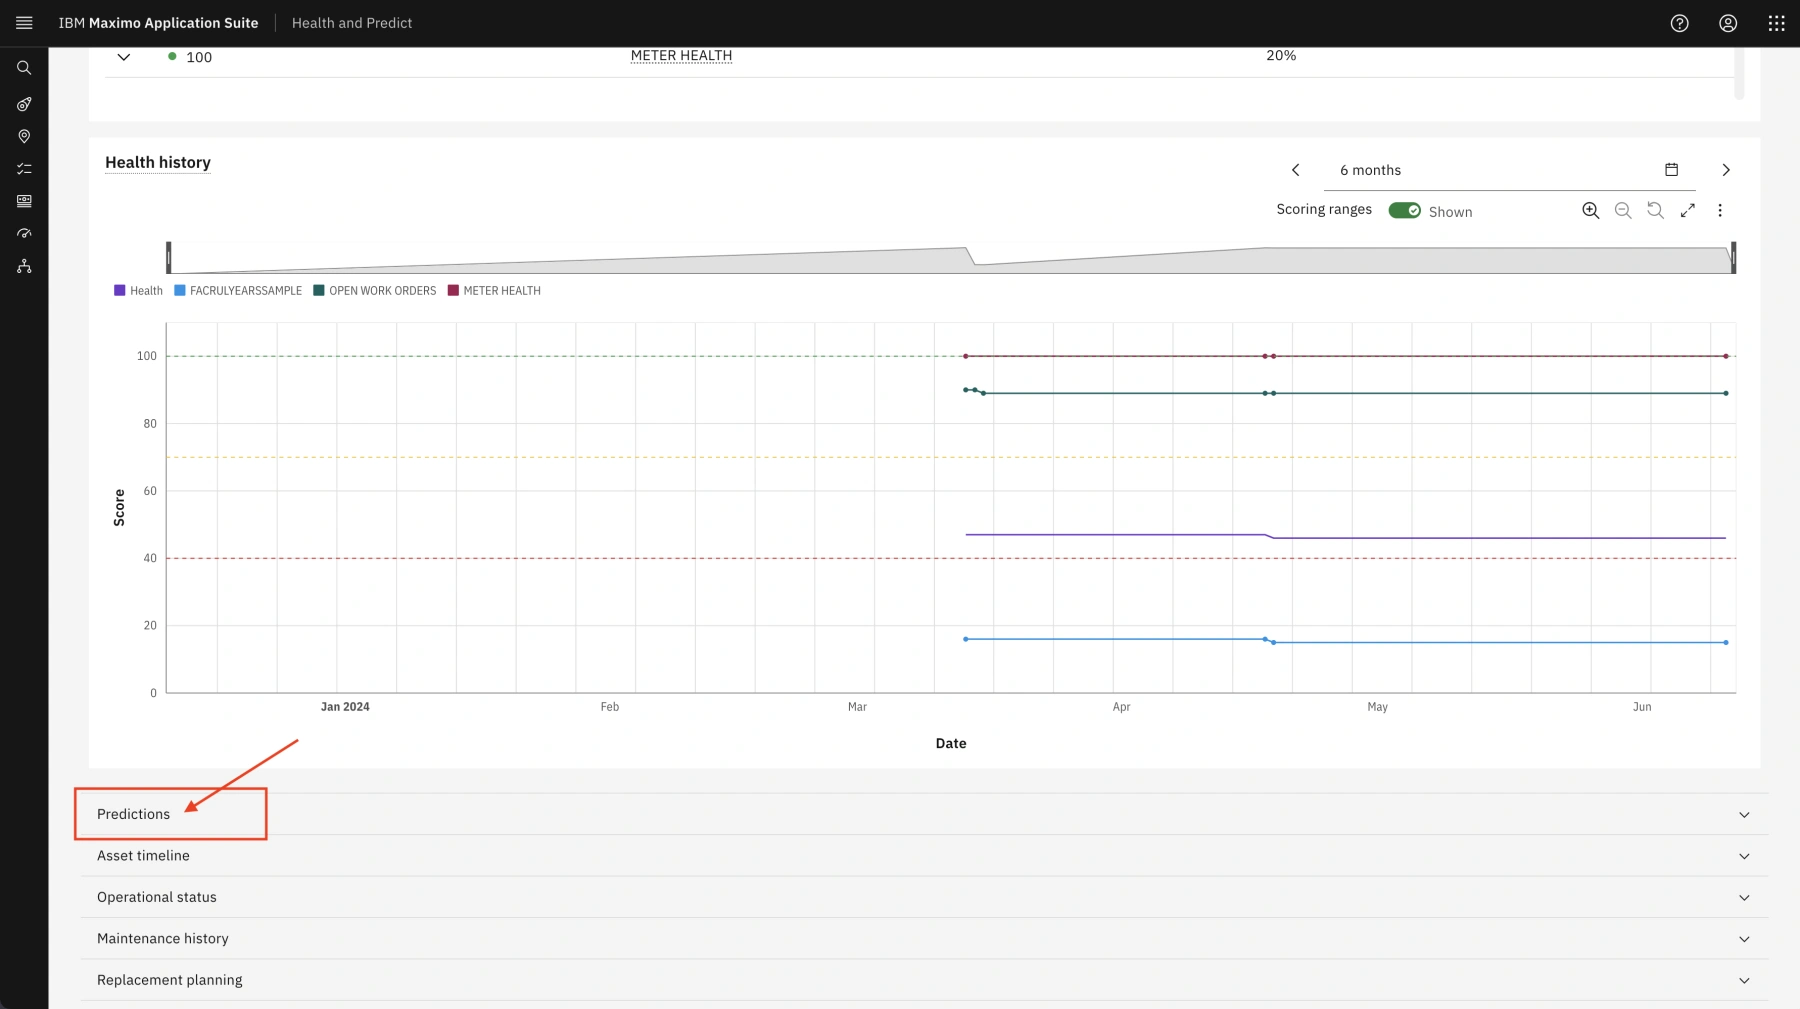 IBM Maximo Application Suite Health and Predict
100 METER HEALTH 20%
Health history
6 months
Scoring ranges Shown
Health FACRULYEARSSAMPLE OPEN WORK ORDERS METER HEALTH
100
80
60
Score
40
20
0
Jan 2024 Feb Mar Apr May Jun
Date
Predictions
Asset timeline
Operational status
Maintenance history
Replacement planning